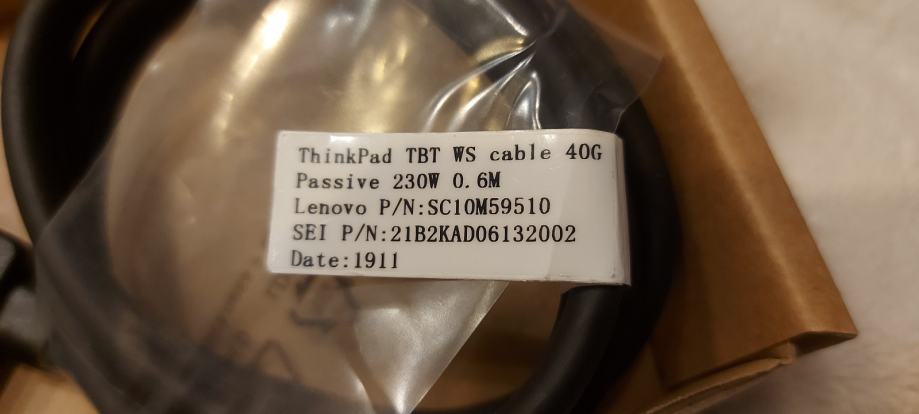 ThinkPad TBT WS cable 40G
Passive 230W 0.6M
Lenovo P/N:SC10M59510
SEI P/N:21B2KAD06132002
Date:1911